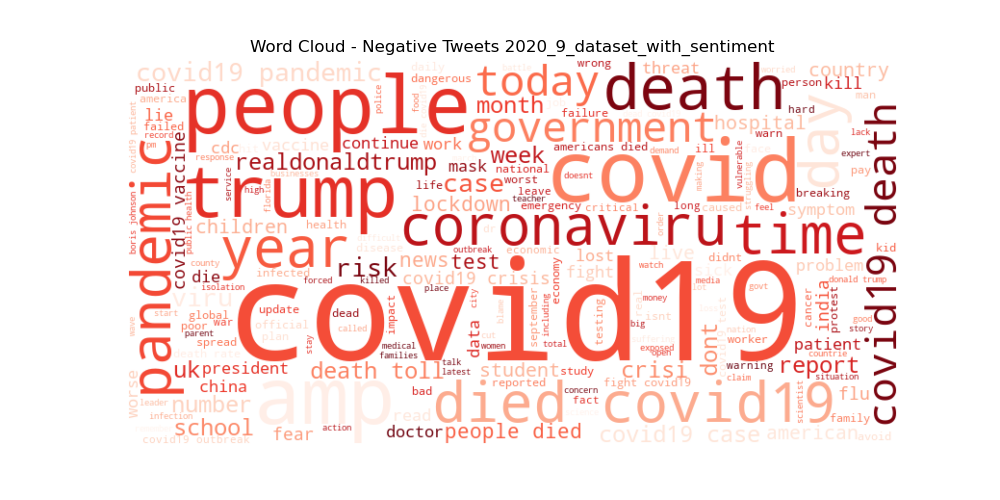 Word Cloud - Negative Tweets 2020_9_dataset_with_sentiment
covid19 pandemic
people
today
death
threat
country
wrong
dangerous
daily
public
america
person
kill
man
hard
lie
failed
record
rpm
month
government
failure
hospital
warn
lack
day
police
food
cdc
vaccine
continue
work
americans died
demand
ill
vulnerable
expert
pay
response
realdonaldtrump
mask
week
national
covid
face
making
struggling
breaking
covid19 patient
pandemic
covid19 vaccine
service
high
florida
businesses
trump
life
worst
case
leave
teacher
doesnt
emergency
critical
caused
long
feel
symptom
lockdown
order
children
health
public health
boris johnson
year
coronaviru
time
didnt
kid
covid19 death
disease
outbreak
economic
news
test
lost
live
sick
problem
county
die
isolation
infected
risk
forced
killed
covid19 crisis
fight
watch
media
govt
donald trump
cancer
india
protest
viru
covid19
place
economy
real
isnt
money
lot
start
global
update
dead
impact
data
city
september
including
testing
big
good
story
wave
poor
war
official
called
blame
nation
parent
spread
plan
stay
medical
women
total
suffering
exposed
open
dont
worker
patient
countrie
families
death rate
talk
latest
uk
president
death toll
student
study
crisi
warning
report
situation
china
bad
reported
concern
fight covid19
claim
scientist
flu
worse
leader
number
amp
read
died
fact
covid19
family
infection
school
fear
action
doctor
people died
covid19 case
american
avoid
covid19 outbreak